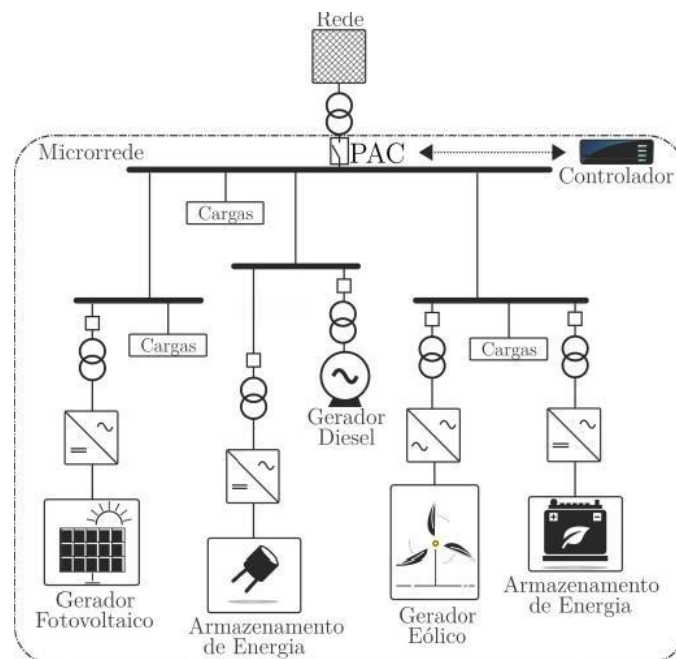 Rede
Microrrede
PAC
Controlador
Cargas
Cargas
Cargas
Gerador
Diesel
Gerador
Fotovoltaico
Armazenamento
de Energia
Gerador
Eólico
Armazenamento
de Energia